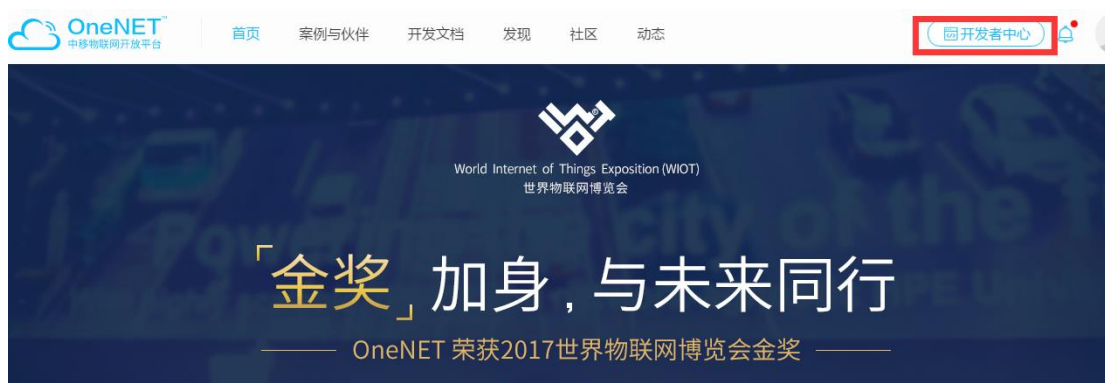 OneNET
中移物联网开放平台
首页 案例与伙伴 开发文档 发现 社区 动态 开发者中心
World Internet of Things Exposition (WIOT)
世界物联网博览会
「金奖」加身,与未来同行
OneNET 荣获2017世界物联网博览会金奖